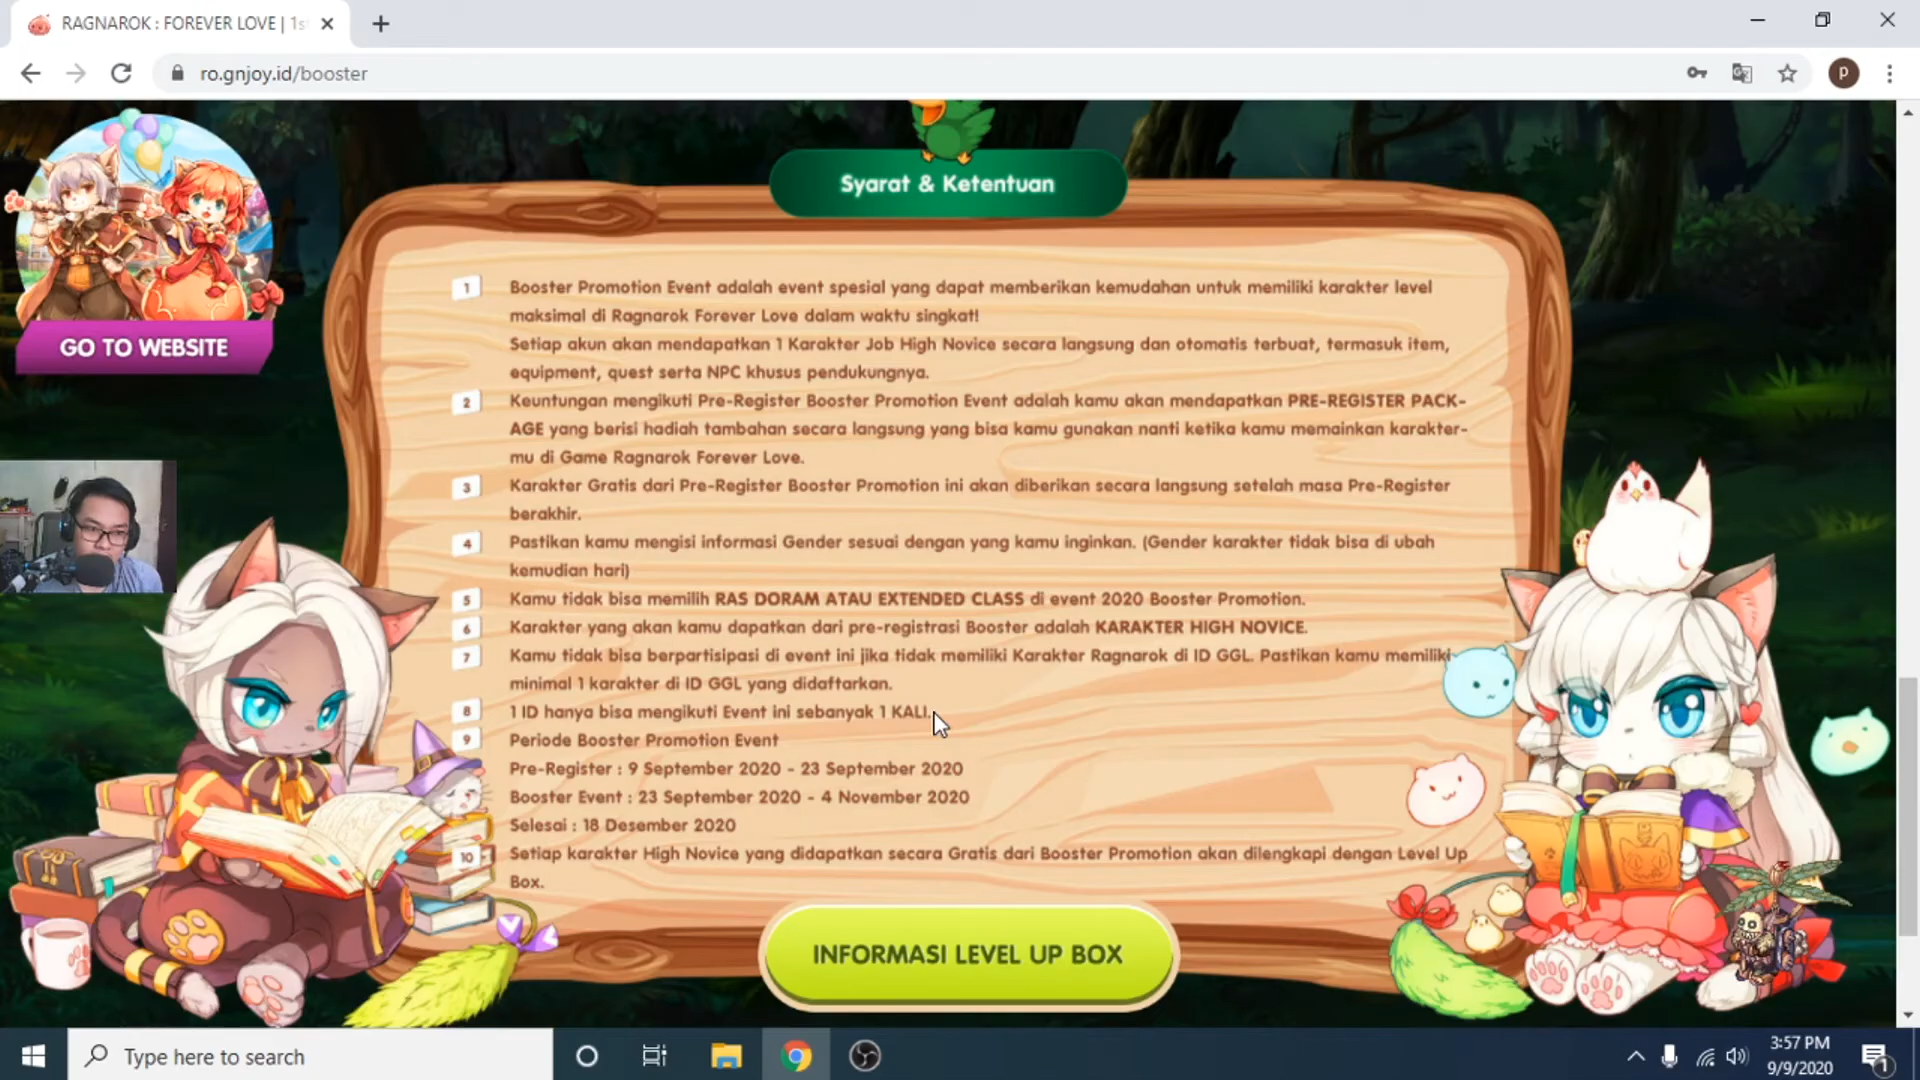 RAGNAROK : FOREVER LOVE | 1s
ro.gnjoy.id/booster
P
Syarat & Ketentuan
GO TO WEBSITE
1 Booster Promotion Event adalah event spesial yang dapat memberikan kemudahan untuk memiliki karakter level
maksimal di Ragnarok Forever Love dalam waktu singkat!
Setiap akun akan mendapatkan 1 Karakter Job High Novice secara langsung dan otomatis terbuat, termasuk item,
equipment, quest serta NPC khusus pendukungnya.
2 Keuntungan mengikuti Pre-Register Booster Promotion Event adalah kamu akan mendapatkan PRE-REGISTER PACK-
AGE yang berisi hadiah tambahan secara langsung yang bisa kamu gunakan nanti ketika kamu memainkan karakter-
mu di Game Ragnarok Forever Love.
3 Karakter Gratis dari Pre-Register Booster Promotion ini akan diberikan secara langsung setelah masa Pre-Register
berakhir.
4 Pastikan kamu mengisi informasi Gender sesuai dengan yang kamu inginkan. (Gender karakter tidak bisa di ubah
kemudian hari)
5 Kamu tidak bisa memilih RAS DORAM ATAU EXTENDED CLASS di event 2020 Booster Promotion.
6 Karakter yang akan kamu dapatkan dari pre-registrasi Booster adalah KARAKTER HIGH NOVICE.
7 Kamu tidak bisa berpartisipasi di event ini jika tidak memiliki Karakter Ragnarok di ID GGL. Pastikan kamu memiliki
minimal 1 karakter di ID GGL yang didaftarkan.
8 1 ID hanya bisa mengikuti Event ini sebanyak 1 KALI.
9 Periode Booster Promotion Event
Pre-Register : 9 September 2020 - 23 September 2020
Booster Event : 23 September 2020 - 4 November 2020
Selesai : 18 Desember 2020
10 Setiap karakter High Novice yang didapatkan secara Gratis dari Booster Promotion akan dilengkapi dengan Level Up
Box.
INFORMASI LEVEL UP BOX
Type here to search
3:57 PM
9/9/2020
1